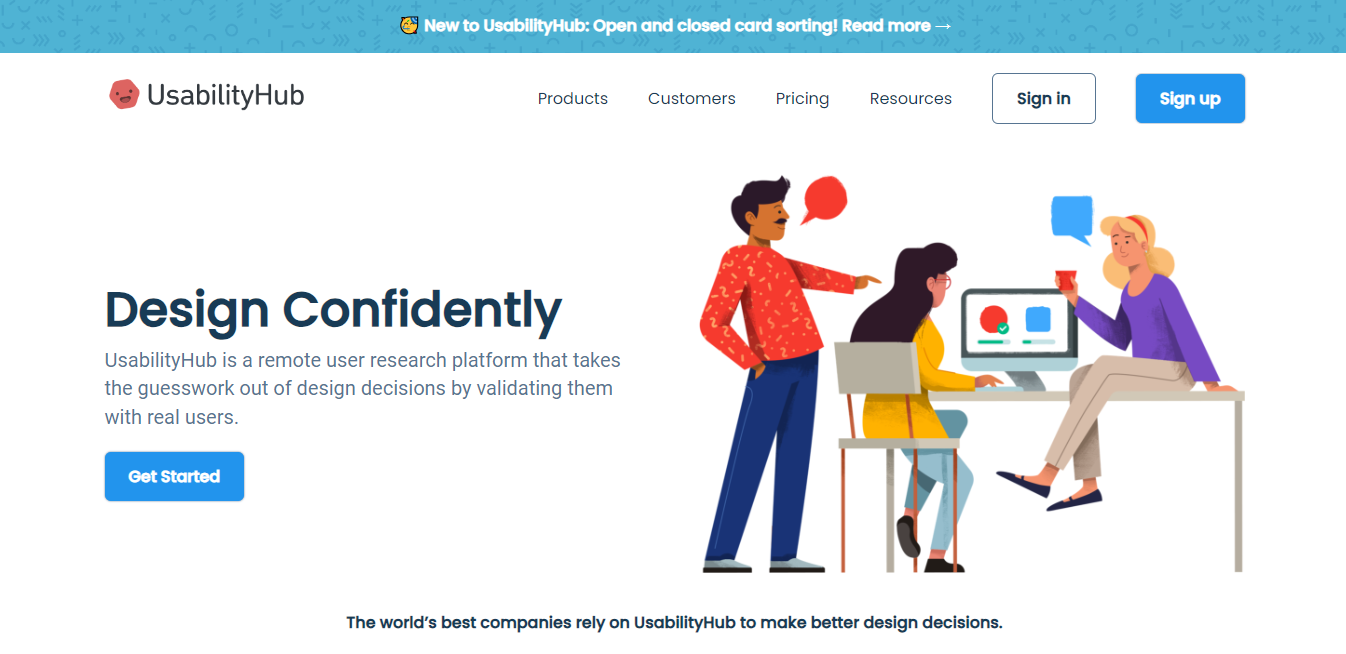 New to UsabilityHub: Open and closed card sorting! Read more →
UsabilityHub
Products
Customers
Pricing
Resources
Sign in
Sign up
Design Confidently
UsabilityHub is a remote user research platform that takes
the guesswork out of design decisions by validating them
with real users.
Get Started
The world’s best companies rely on UsabilityHub to make better design decisions.